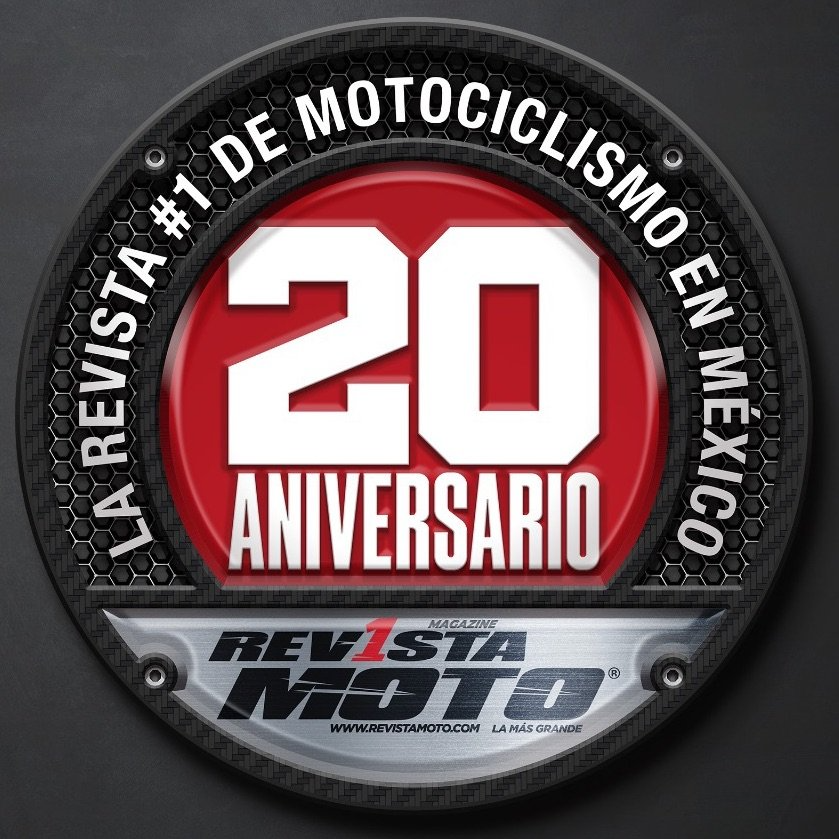 LA REVISTA #1 DE MOTOCICLISMO EN MÉXICO
20
ANIVERSARIO
MAGAZINE
REV1STA
MOTO®
WWW.REVISTAMOTO.COM LA MÁS GRANDE